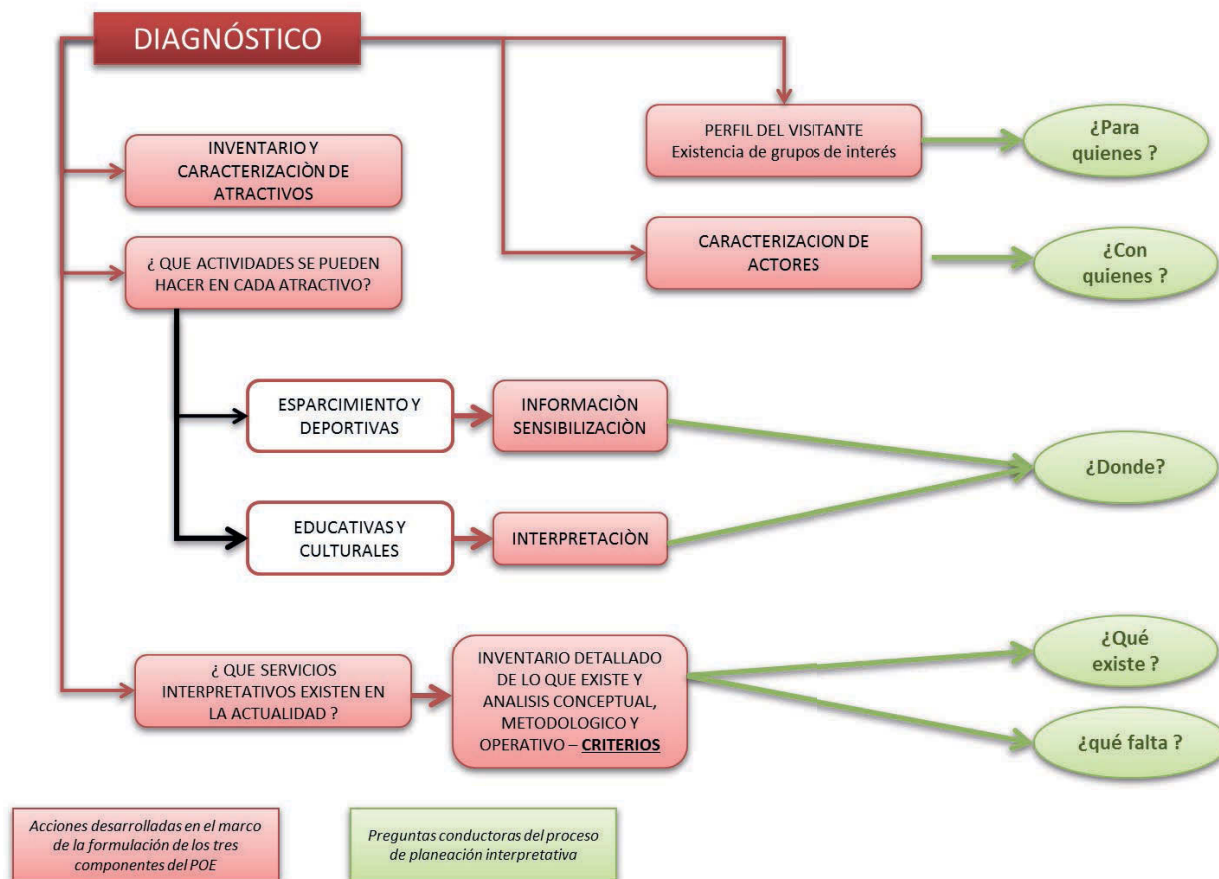 DIAGNÓSTICO
PERFIL DEL VISITANTE
Existencia de grupos de interés
¿Para
quienes ?
INVENTARIO Y
CARACTERIZACIÒN DE
ATRACTIVOS
CARACTERIZACION DE
ACTORES
¿Con
quienes ?
¿ QUE ACTIVIDADES SE PUEDEN
HACER EN CADA ATRACTIVO?
ESPARCIMIENTO Y
DEPORTIVAS
INFORMACIÒN
SENSIBILIZACIÒN
¿Donde?
EDUCATIVAS Y
CULTURALES
INTERPRETACIÒN
¿ QUE SERVICIOS
INTERPRETATIVOS EXISTEN EN
LA ACTUALIDAD ?
INVENTARIO DETALLADO
DE LO QUE EXISTE Y
ANALISIS CONCEPTUAL,
METODOLOGICO Y
OPERATIVO – CRITERIOS
¿Qué
existe ?
¿qué falta ?
Acciones desarrolladas en el marco
de la formulación de los tres
componentes del POE
Preguntas conductoras del proceso
de planeación interpretativa